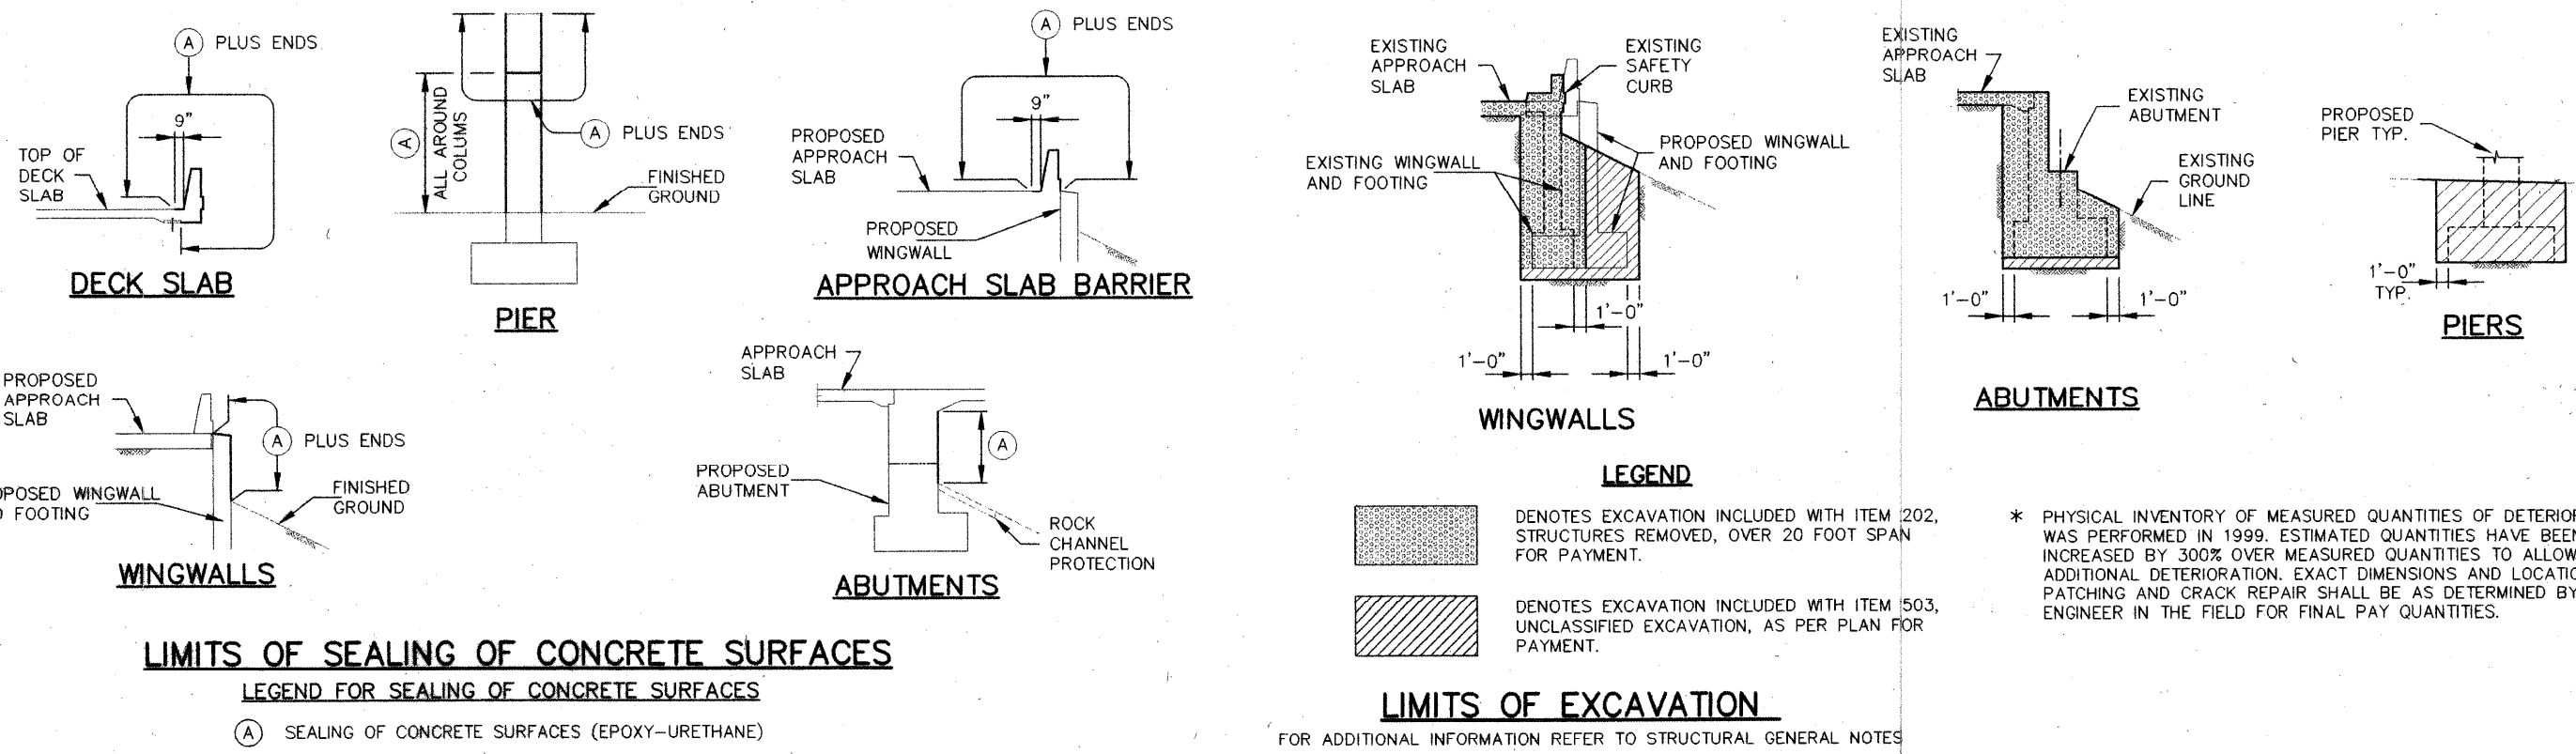 A PLUS ENDS
9"
TOP OF
DECK
SLAB
DECK SLAB
A
ALL AROUND
COLUMS
A PLUS ENDS
FINISHED
GROUND
PIER
A PLUS ENDS
9"
PROPOSED
APPROACH
SLAB
PROPOSED
WINGWALL
APPROACH SLAB BARRIER
PROPOSED
APPROACH
SLAB
A PLUS ENDS
OPOSED WINGWALL
FOOTING
FINISHED
GROUND
WINGWALLS
APPROACH
SLAB
A
PROPOSED
ABUTMENT
ROCK
CHANNEL
PROTECTION
ABUTMENTS
LIMITS OF SEALING OF CONCRETE SURFACES
LEGEND FOR SEALING OF CONCRETE SURFACES
A SEALING OF CONCRETE SURFACES (EPOXY-URETHANE)
EXISTING
APPROACH
SLAB
EXISTING
SAFETY
CURB
EXISTING WINGWALL
AND FOOTING
PROPOSED WINGWALL
AND FOOTING
1'-0"
1'-0"
1'-0"
WINGWALLS
EXISTING
APPROACH
SLAB
EXISTING
ABUTMENT
EXISTING
GROUND
LINE
1'-0"
1'-0"
ABUTMENTS
PROPOSED
PIER TYP.
1'-0"
TYP.
PIERS
LEGEND
DENOTES EXCAVATION INCLUDED WITH ITEM 202,
STRUCTURES REMOVED, OVER 20 FOOT SPAN
FOR PAYMENT.
DENOTES EXCAVATION INCLUDED WITH ITEM 503,
UNCLASSIFIED EXCAVATION, AS PER PLAN FOR
PAYMENT.
* PHYSICAL INVENTORY OF MEASURED QUANTITIES OF DETERIOR
WAS PERFORMED IN 1999. ESTIMATED QUANTITIES HAVE BEEN
INCREASED BY 300% OVER MEASURED QUANTITIES TO ALLOW
ADDITIONAL DETERIORATION. EXACT DIMENSIONS AND LOCATIO
PATCHING AND CRACK REPAIR SHALL BE AS DETERMINED BY
ENGINEER IN THE FIELD FOR FINAL PAY QUANTITIES.
LIMITS OF EXCAVATION
FOR ADDITIONAL INFORMATION REFER TO STRUCTURAL GENERAL NOTES